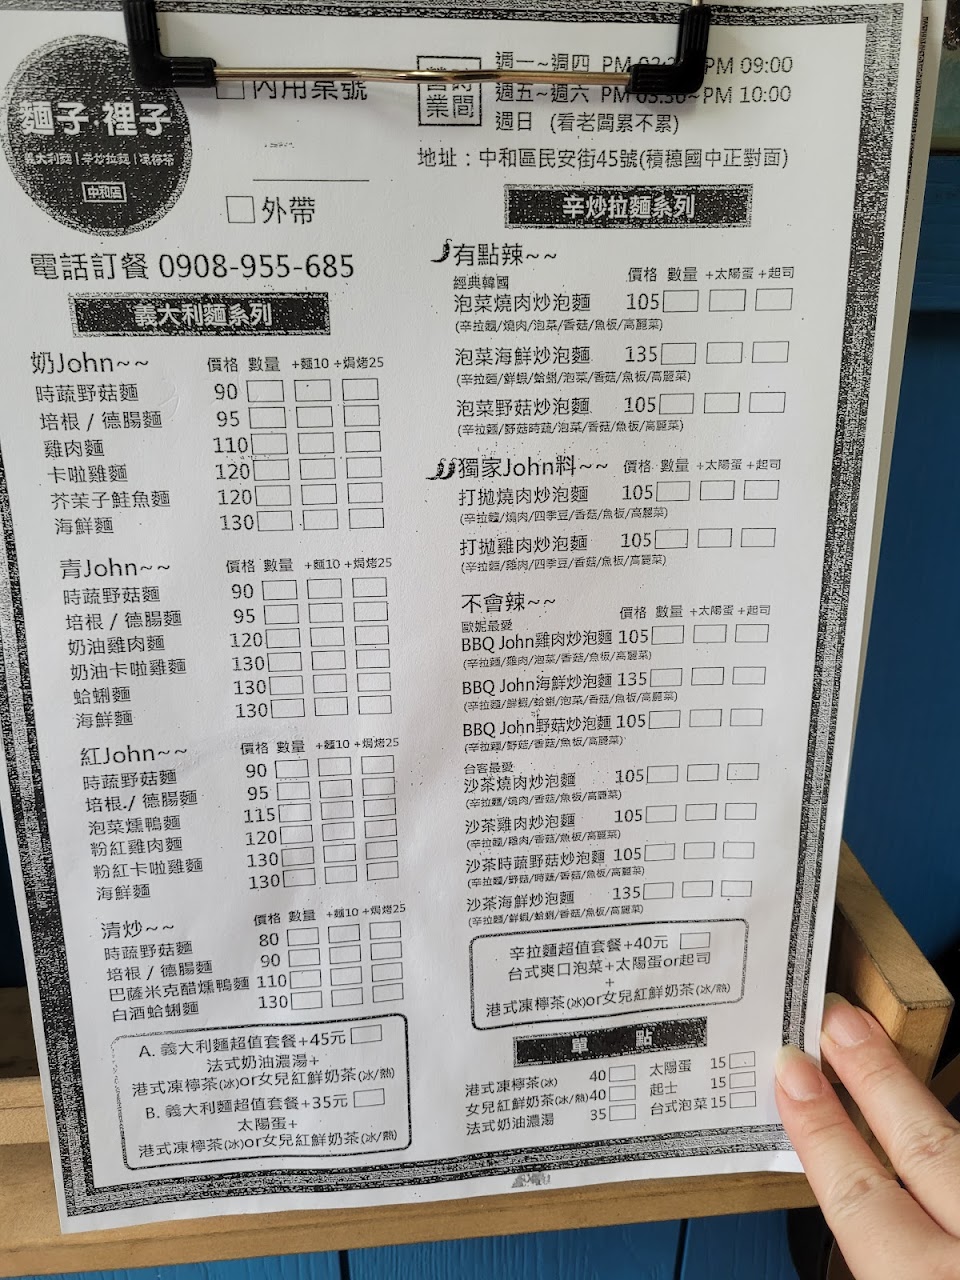 麵子·裡子
義大利麵|辛炒拉麵|凍檸茶
中和店
內用桌號
外帶
營業時間
週一~週四 PM 09:00
週五~週六 PM 03:30~PM 10:00
週日 (看老闆累不累)
地址：中和區民安街45號(積穗國中正對面)
電話訂餐 0908-955-685
義大利麵系列
奶John~~ 價格 數量 +麵10 +焗烤25
時蔬野菇麵 90
培根 / 德腸麵 95
雞肉麵 110
卡啦雞麵 120
芥茉子鮭魚麵 120
海鮮麵 130
青John~~ 價格 數量 +麵10 +焗烤25
時蔬野菇麵 90
培根 / 德腸麵 95
奶油雞肉麵 120
奶油卡啦雞麵 130
蛤蜊麵 130
海鮮麵 130
紅John~~ 價格 數量 +麵10 +焗烤25
時蔬野菇麵 90
培根 / 德腸麵 95
泡菜燻鴨麵 115
粉紅雞肉麵 120
粉紅卡啦雞麵 130
海鮮麵 130
清炒~~ 價格 數量 +麵10 +焗烤25
時蔬野菇麵 80
培根 / 德腸麵 90
巴薩米克醋燻鴨麵 110
白酒蛤蜊麵 130
A. 義大利麵超值套餐+45元
法式奶油濃湯+
港式凍檸茶(冰)or女兒紅鮮奶茶(冰/熱)
B. 義大利麵超值套餐+35元
太陽蛋+
港式凍檸茶(冰)or女兒紅鮮奶茶(冰/熱)
辛炒拉麵系列
有點辣~~ 價格 數量 +太陽蛋 +起司
經典韓國
泡菜燒肉炒泡麵 105
(辛拉麵/燒肉/泡菜/香菇/魚板/高麗菜)
泡菜海鮮炒泡麵 135
(辛拉麵/鮮蝦/蛤蜊/泡菜/香菇/魚板/高麗菜)
泡菜野菇炒泡麵 105
(辛拉麵/野菇時蔬/泡菜/香菇/魚板/高麗菜)
獨家John料~~ 價格 數量 +太陽蛋 +起司
打拋燒肉炒泡麵 105
(辛拉麵/燒肉/四季豆/香菇/魚板/高麗菜)
打拋雞肉炒泡麵 105
(辛拉麵/雞肉/四季豆/香菇/魚板/高麗菜)
不會辣~~ 價格 數量 +太陽蛋 +起司
歐妮最愛
BBQ John雞肉炒泡麵 105
(辛拉麵/雞肉/泡菜/香菇/魚板/高麗菜)
BBQ John海鮮炒泡麵 135
(辛拉麵/鮮蝦/蛤蜊/泡菜/香菇/魚板/高麗菜)
BBQ John野菇炒泡麵 105
(辛拉麵/野菇/香菇/魚板/高麗菜)
台客最愛
沙茶燒肉炒泡麵 105
(辛拉麵/燒肉/香菇/魚板/高麗菜)
沙茶雞肉炒泡麵 105
(辛拉麵/雞肉/香菇/魚板/高麗菜)
沙茶時蔬野菇炒泡麵 105
(辛拉麵/野菇/時蔬/香菇/魚板/高麗菜)
沙茶海鮮炒泡麵 135
(辛拉麵/鮮蝦/蛤蜊/香菇/魚板/高麗菜)
辛拉麵超值套餐+40元
台式爽口泡菜+太陽蛋or起司
+
港式凍檸茶(冰)or女兒紅鮮奶茶(冰/熱)
單點
港式凍檸茶(冰) 40 太陽蛋 15
女兒紅鮮奶茶(冰/熱) 40 起士 15
法式奶油濃湯 35 台式泡菜 15